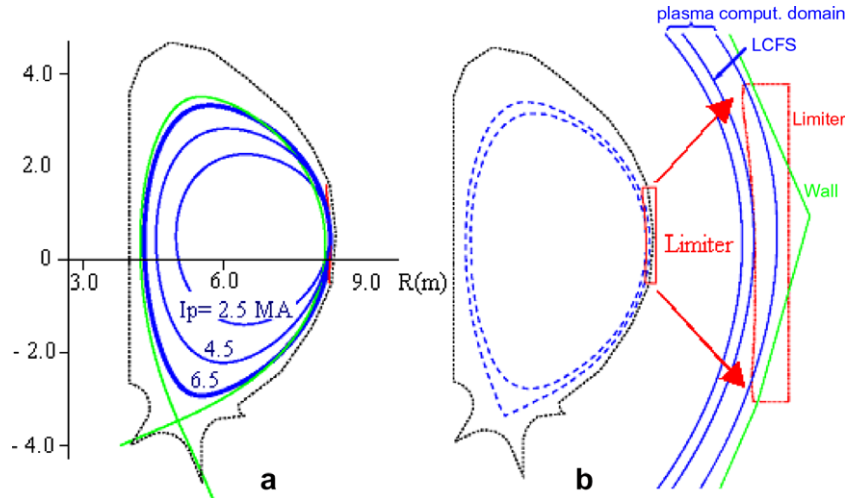 plasma comput. domain
LCFS
4.0
Limiter
2.0
Wall
Limiter
0
3.0
6.0
9.0
R(m)
Ip= 2.5 MA
4.5
- 2.0
6.5
- 4.0
a
b